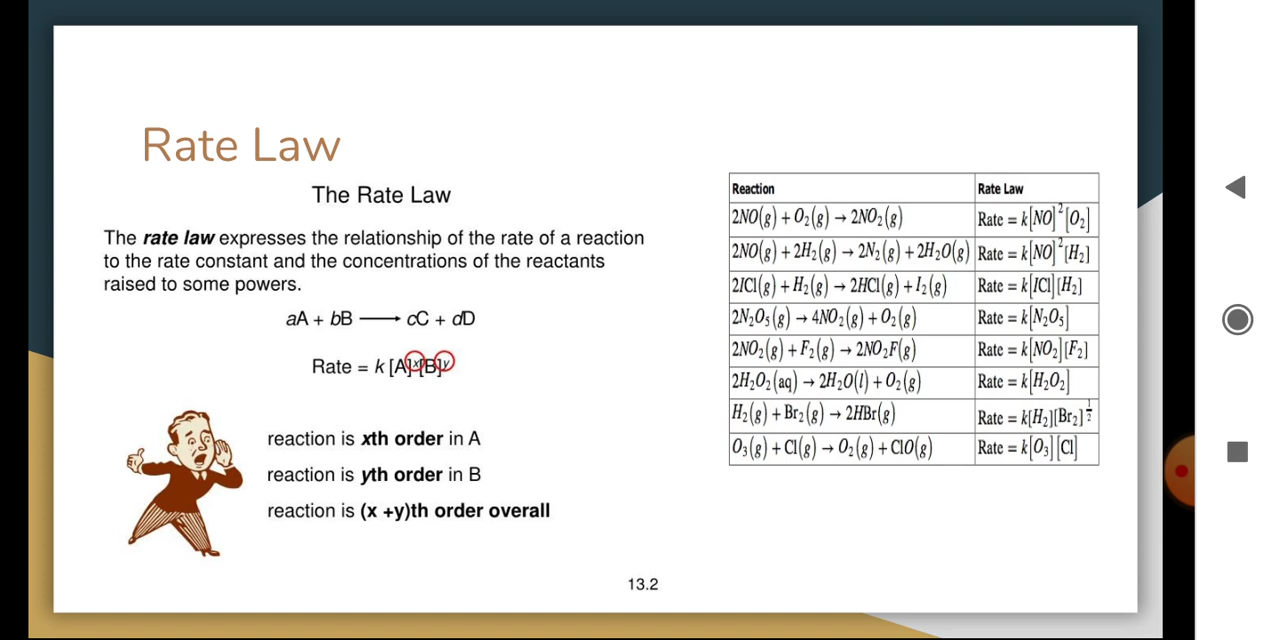 Rate Law
The Rate Law
The rate law expresses the relationship of the rate of a reaction
to the rate constant and the concentrations of the reactants
raised to some powers.
aA + bB ⟶ cC + dD
Rate = k [A]ˣ[B]ʸ
reaction is xth order in A
reaction is yth order in B
reaction is (x +y)th order overall
13.2
Reaction Rate Law
2NO(g) + O₂(g) → 2NO₂(g) Rate = k[NO]²[O₂]
2NO(g) + 2H₂(g) → 2N₂(g) + 2H₂O(g) Rate = k[NO]²[H₂]
2ICl(g) + H₂(g) → 2HCl(g) + I₂(g) Rate = k[ICl][H₂]
2N₂O₅(g) → 4NO₂(g) + O₂(g) Rate = k[N₂O₅]
2NO₂(g) + F₂(g) → 2NO₂F(g) Rate = k[NO₂][F₂]
2H₂O₂(aq) → 2H₂O(l) + O₂(g) Rate = k[H₂O₂]
H₂(g) + Br₂(g) → 2HBr(g) Rate = k[H₂][Br₂]^½
O₃(g) + Cl(g) → O₂(g) + ClO(g) Rate = k[O₃][Cl]